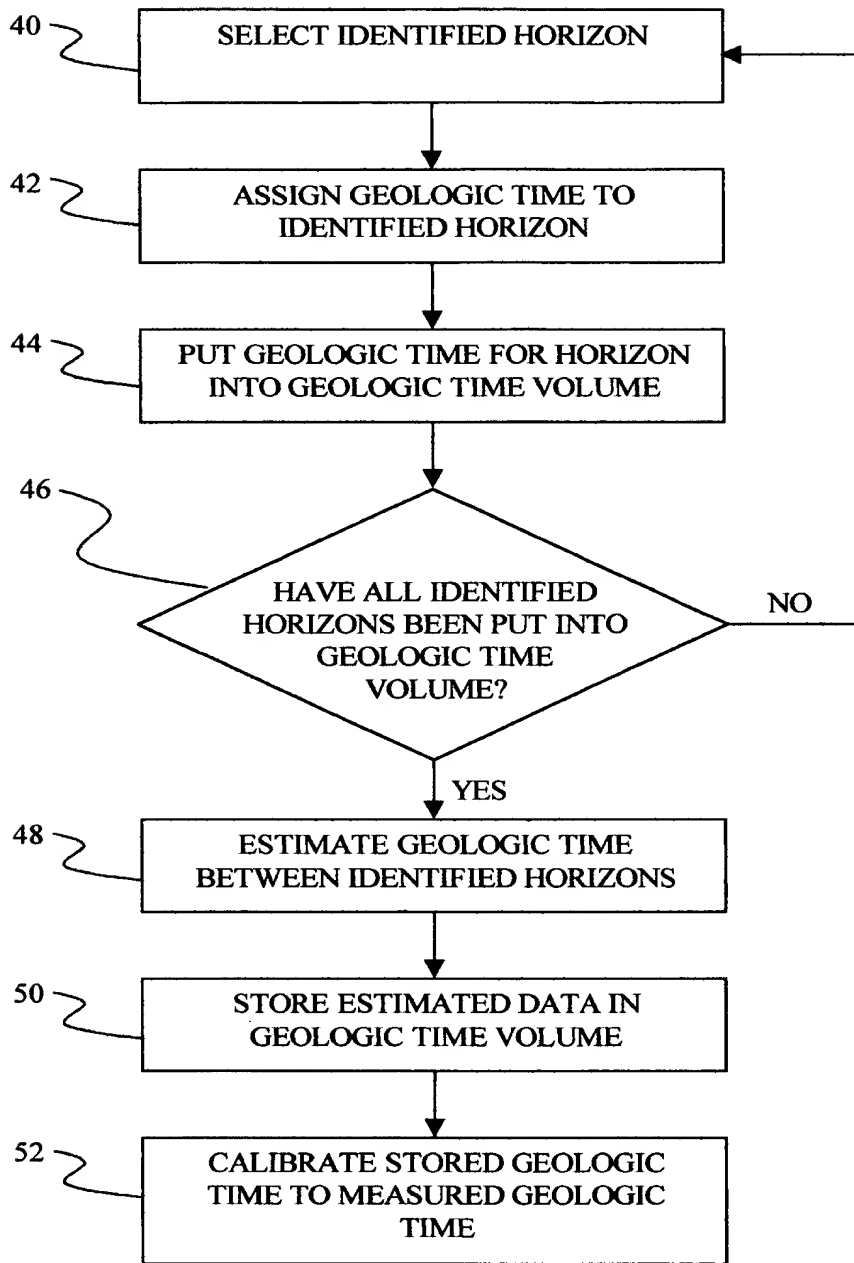 40
SELECT IDENTIFIED HORIZON
42
ASSIGN GEOLOGIC TIME TO
IDENTIFIED HORIZON
44
PUT GEOLOGIC TIME FOR HORIZON
INTO GEOLOGIC TIME VOLUME
46
HAVE ALL IDENTIFIED
HORIZONS BEEN PUT INTO
GEOLOGIC TIME
VOLUME?
NO
YES
48
ESTIMATE GEOLOGIC TIME
BETWEEN IDENTIFIED HORIZONS
50
STORE ESTIMATED DATA IN
GEOLOGIC TIME VOLUME
52
CALIBRATE STORED GEOLOGIC
TIME TO MEASURED GEOLOGIC
TIME